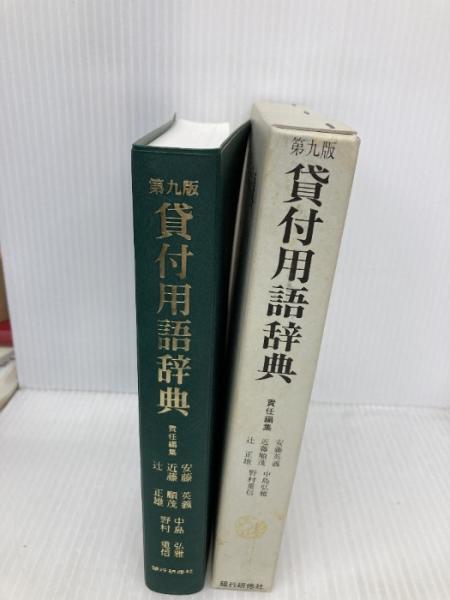 第九版
貸付用語辞典
責任編集
安藤 英義
近藤 順茂
辻 正雄
中島 弘雅
野村 重信
銀行研修社
第九版
貸付用語辞典
責任編集
安藤英義
近藤順茂
辻 正雄
中島弘雅
野村重信
銀行研修社